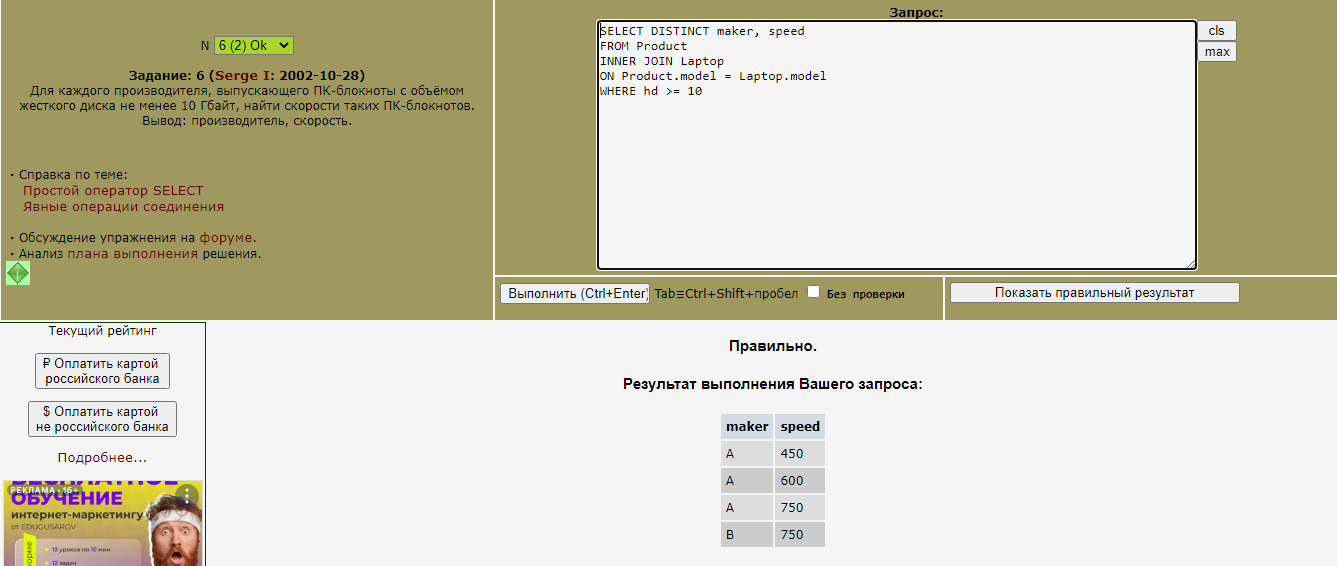 N 6 (2) Ok
Задание: 6 (Serge I: 2002-10-28)
Для каждого производителя, выпускающего ПК-блокноты c объёмом
жесткого диска не менее 10 Гбайт, найти скорости таких ПК-блокнотов.
Вывод: производитель, скорость.
· Справка по теме:
Простой оператор SELECT
Явные операции соединения
· Обсуждение упражнения на форуме.
· Анализ плана выполнения решения.
Запрос:
SELECT DISTINCT maker, speed
FROM Product
INNER JOIN Laptop
ON Product.model = Laptop.model
WHERE hd >= 10
cls
max
Выполнить (Ctrl+Enter) Tab≡Ctrl+Shift+пробел Без проверки
Показать правильный результат
Текущий рейтинг
₽ Оплатить картой
российского банка
$ Оплатить картой
не российского банка
Подробнее...
РЕКЛАМА • 16+
БЕСПЛАТНОЕ
ОБУЧЕНИЕ
интернет-маркетингу
от EDUGUSAROV
12 уроков по 10 мин
12 задач
Правильно.
Результат выполнения Вашего запроса:
maker speed
A 450
A 600
A 750
B 750